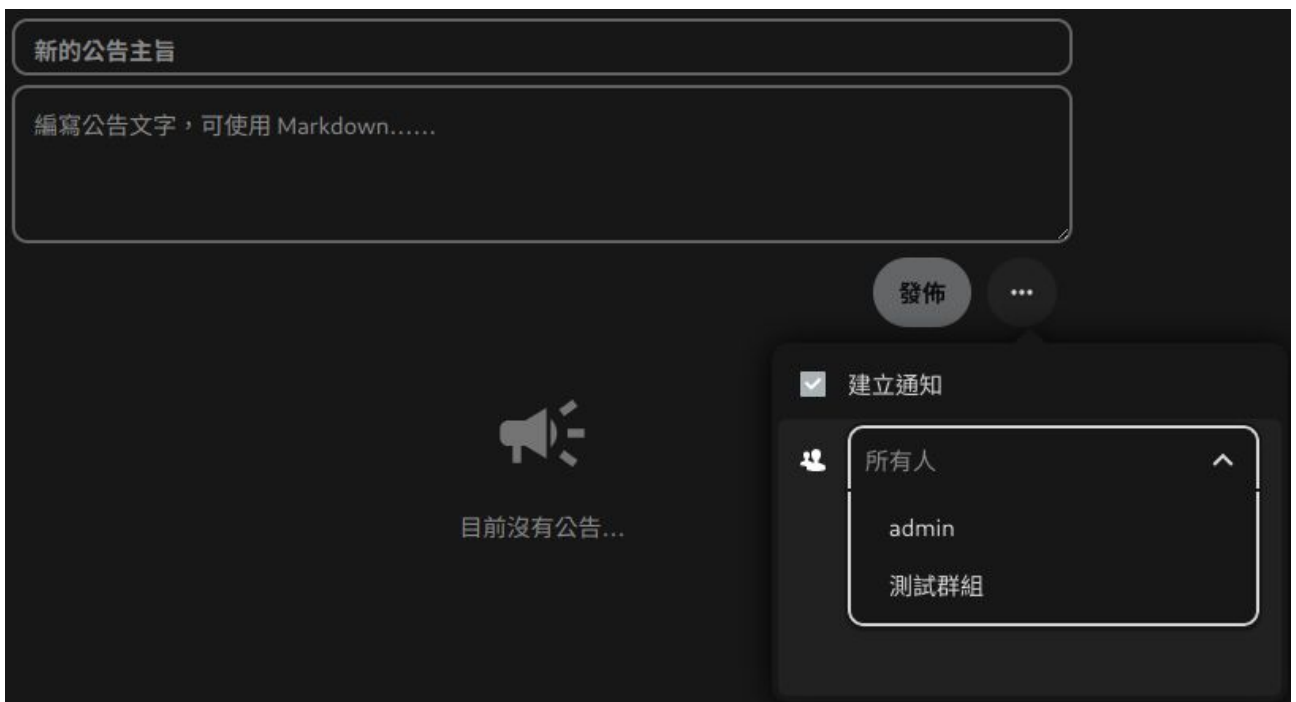 新的公告主旨
編寫公告文字，可使用 Markdown……
發佈
建立通知
所有人
admin
測試群組
目前沒有公告...